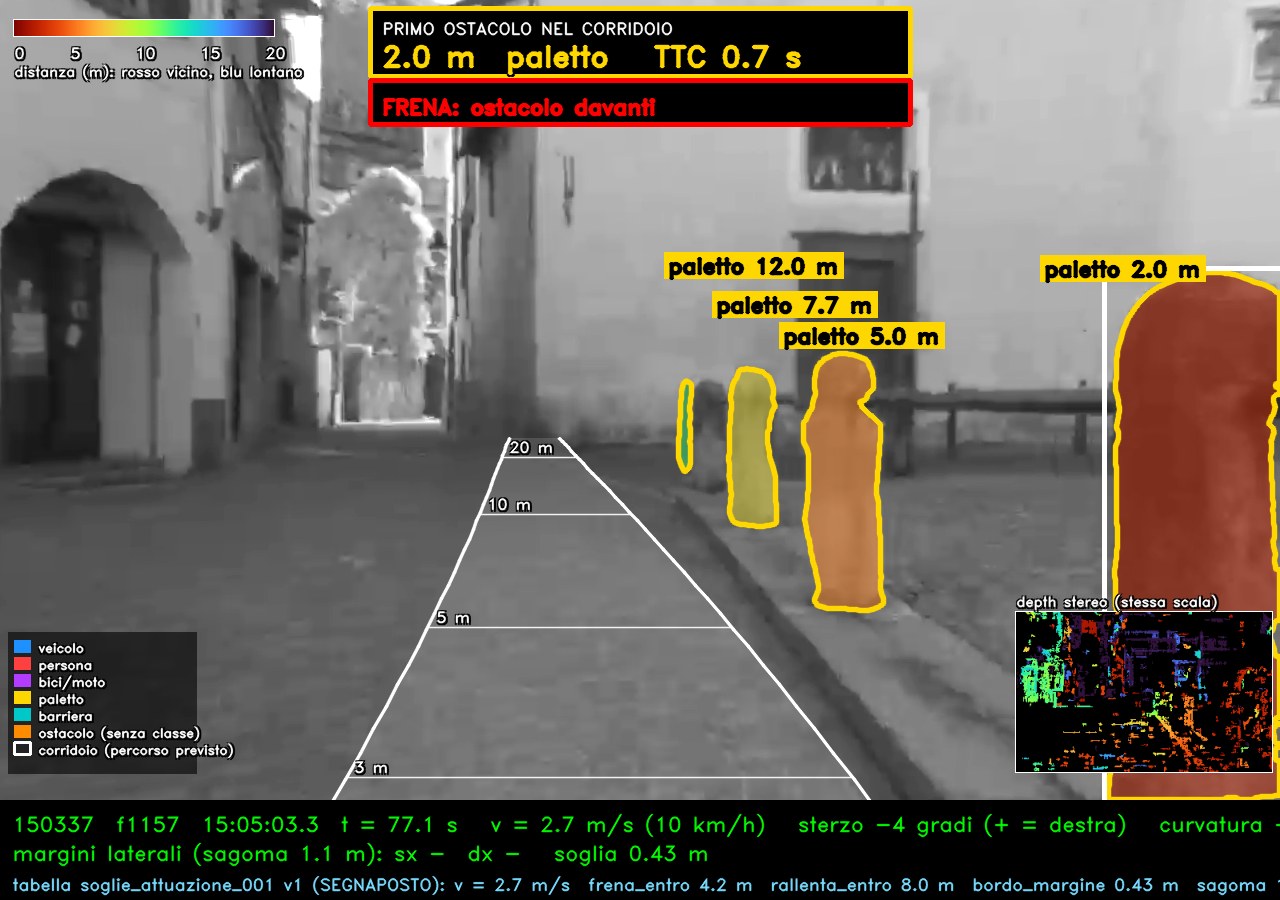 PRIMO OSTACOLO NEL CORRIDOIO
2.0 m paletto TTC 0.7 s
FRENA: ostacolo davanti
0 5 10 15 20
distanza (m): rosso vicino, blu lontano
paletto 12.0 m
paletto 2.0 m
paletto 7.7 m
paletto 5.0 m
20 m
10 m
5 m
3 m
depth stereo (stessa scala)
veicolo
persona
bici/moto
paletto
barriera
ostacolo (senza classe)
corridoio (percorso previsto)
150337 f1157 15:05:03.3 t = 77.1 s v = 2.7 m/s (10 km/h) sterzo -4 gradi (+ = destra) curvatura -
margini laterali (sagoma 1.1 m): sx - dx - soglia 0.43 m
tabella soglie_attuazione_001 v1 (SEGNAPOSTO): v = 2.7 m/s frena_entro 4.2 m rallenta_entro 8.0 m bordo_margine 0.43 m sagoma